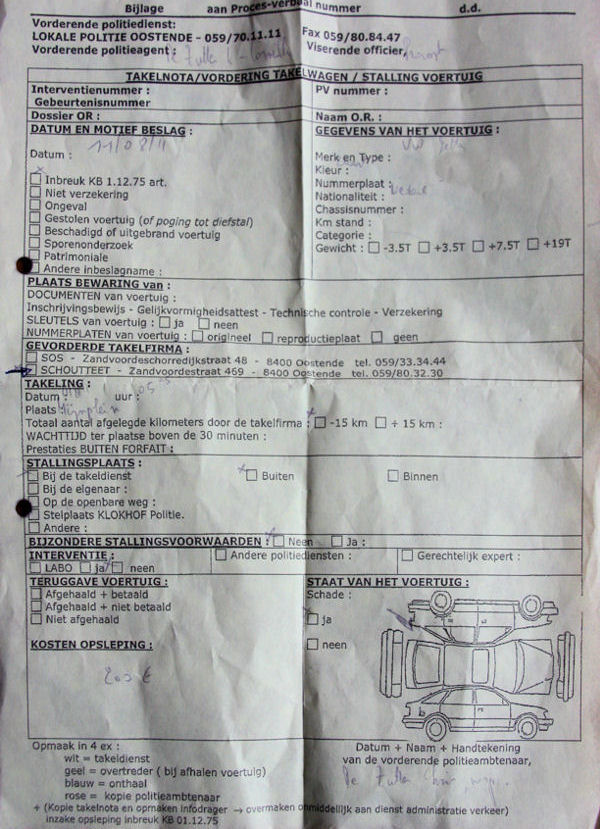 Bijlage aan Proces-verbaal nummer d.d.
Vorderende politiedienst:
LOKALE POLITIE OOSTENDE - 059/70.11.11 Fax 059/80.84.47
Vorderende politieagent : Viserende officier,
TAKELNOTA/VORDERING TAKELWAGEN / STALLING VOERTUIG
Interventienummer : PV nummer :
Gebeurtenisnummer
Dossier OR : Naam O.R. :
DATUM EN MOTIEF BESLAG : GEGEVENS VAN HET VOERTUIG :
Datum :
Merk en Type :
Kleur :
Inbreuk KB 1.12.75 art. Nummerplaat :
Niet verzekering Nationaliteit :
Ongeval Chassisnummer :
Gestolen voertuig (of poging tot diefstal) Km stand :
Beschadigd of uitgebrand voertuig Categorie :
Sporenonderzoek Gewicht : -3.5T +3.5T +7.5T +19T
Patrimoniale
Andere inbeslagname :
PLAATS BEWARING van :
DOCUMENTEN van voertuig :
Inschrijvingsbewijs - Gelijkvormigheidsattest - Technische controle - Verzekering
SLEUTELS van voertuig : ja neen
NUMMERPLATEN van voertuig : origineel reproductieplaat geen
GEVORDERDE TAKELFIRMA :
SOS - Zandvoordeschorredijkstraat 48 - 8400 Oostende tel. 059/33.34.44
SCHOUTTEET - Zandvoordestraat 469 - 8400 Oostende tel. 059/80.32.30
TAKELING :
Datum : uur :
Plaats :
Totaal aantal afgelegde kilometers door de takelfirma : -15 km + 15 km :
WACHTTIJD ter plaatse boven de 30 minuten :
Prestaties BUITEN FORFAIT :
STALLINGSPLAATS :
Bij de takeldienst Buiten Binnen
Bij de eigenaar :
Op de openbare weg :
Stelplaats KLOKHOF Politie.
Andere :
BIJZONDERE STALLINGSVOORWAARDEN : Neen Ja :
INTERVENTIE : Andere politiediensten : Gerechtelijk expert :
LABO ja neen
TERUGGAVE VOERTUIG : STAAT VAN HET VOERTUIG :
Afgehaald + betaald Schade :
Afgehaald + niet betaald
Niet afgehaald ja
KOSTEN OPSLEPING : neen
200 €
Opmaak in 4 ex : Datum + Naam + Handtekening
wit = takeldienst van de vorderende politieambtenaar,
geel = overtreder ( bij afhalen voertuig)
blauw = onthaal
rose = kopie politieambtenaar
+ (Kopie takelnota en opmaken infodrager → overmaken onmiddellijk aan dienst administratie verkeer)
inzake opsleping inbreuk KB 01.12.75